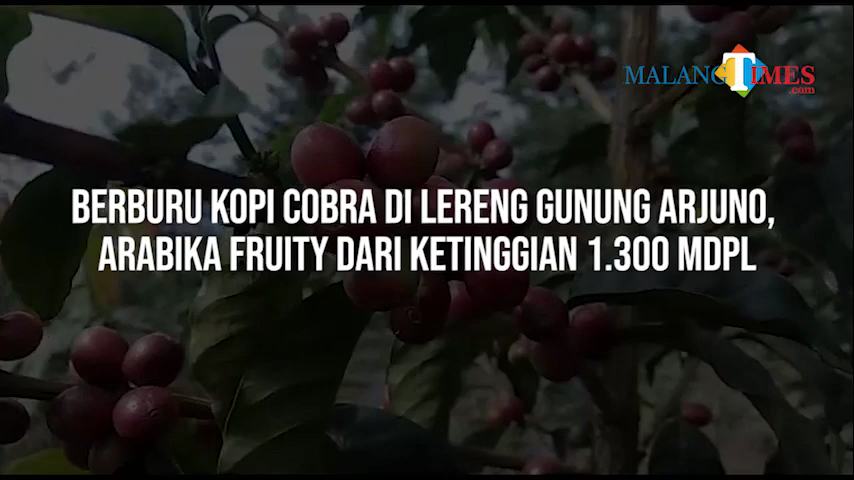 MALANGTIMES
.com
BERBURU KOPI COBRA DI LERENG GUNUNG ARJUNO,
ARABIKA FRUITY DARI KETINGGIAN 1.300 MDPL